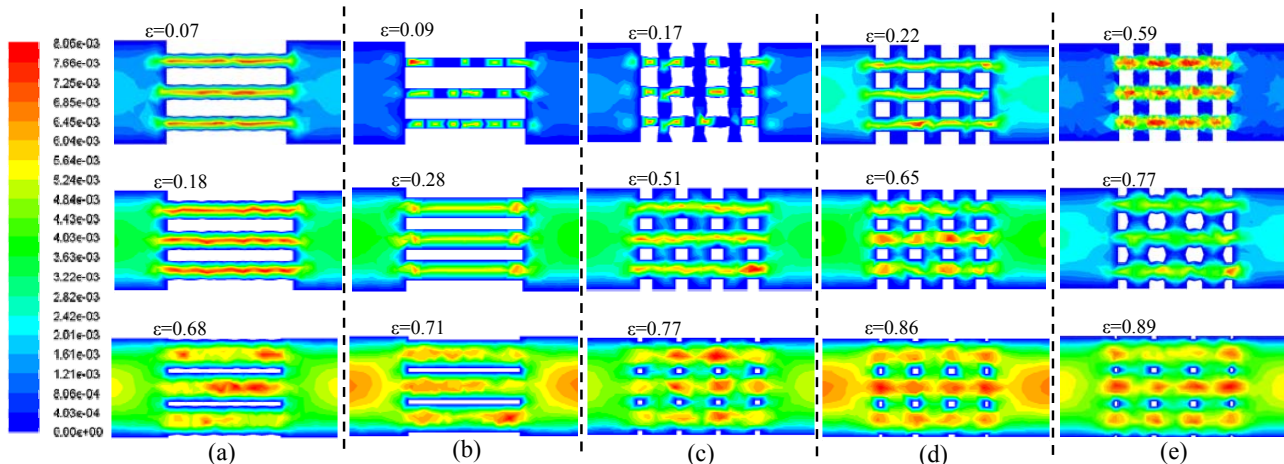 ε=0.07
ε=0.09
ε=0.17
ε=0.22
ε=0.59
8.06e-03
7.66e-03
7.25e-03
6.85e-03
6.45e-03
6.04e-03
5.64e-03
5.24e-03
4.84e-03
4.43e-03
4.03e-03
3.63e-03
3.22e-03
2.82e-03
2.42e-03
2.01e-03
1.61e-03
1.21e-03
8.06e-04
4.03e-04
0.00e+00
ε=0.18
ε=0.28
ε=0.51
ε=0.65
ε=0.77
ε=0.68
ε=0.71
ε=0.77
ε=0.86
ε=0.89
(a)
(b)
(c)
(d)
(e)